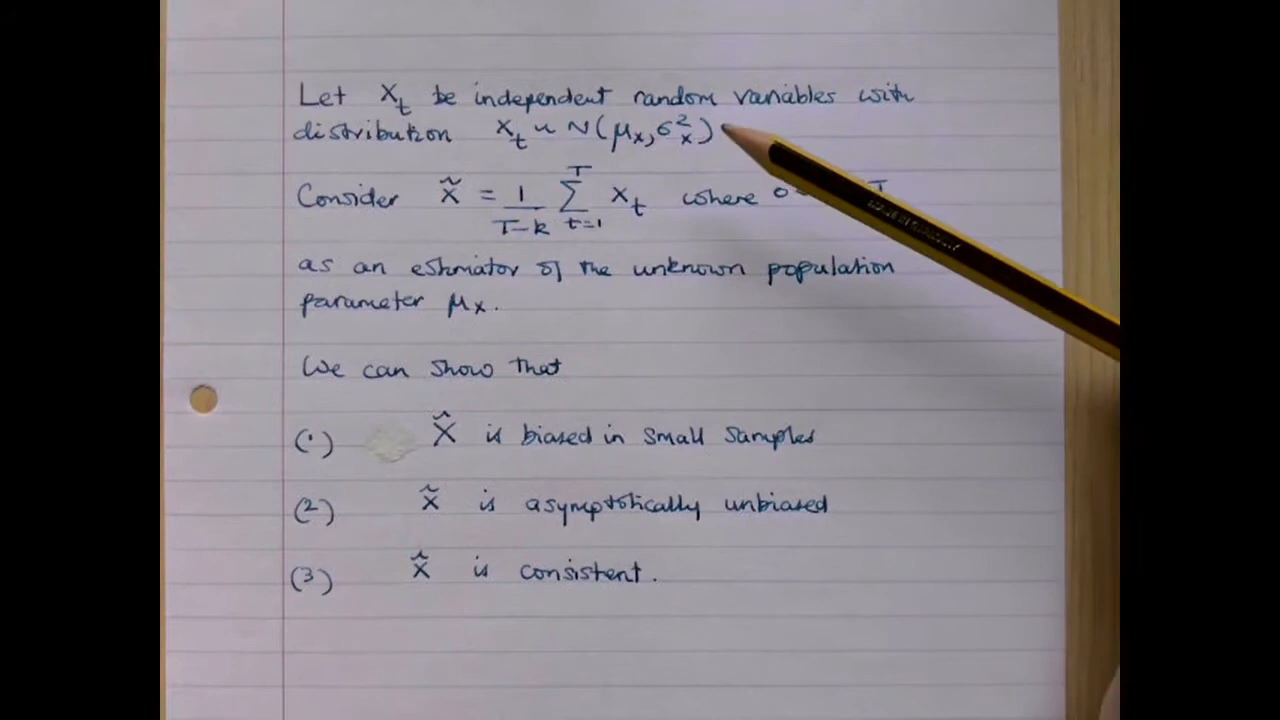 Let X_t be independent random variables with
distribution X_t ~ N(μ_x, σ²_x)
Consider X̃ = 1/(T-k) Σ_{t=1}^{T} X_t where 0 T
as an estimator of the unknown population
parameter μ_x.
We can show that
(1) X̃ is biased in small samples
(2) X̃ is asymptotically unbiased
(3) X̃ is consistent.